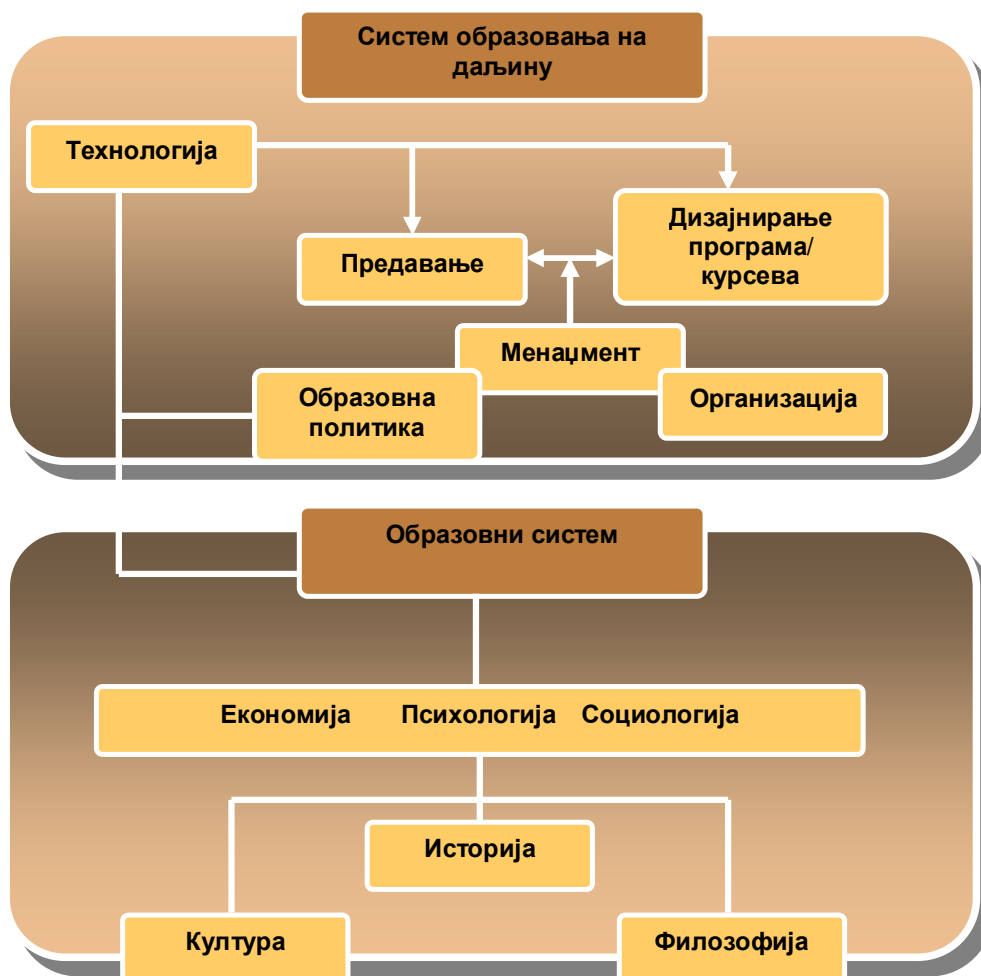 Систем образовања на
даљину
Технологија
Дизајнирање
програма/
курсева
Предавање
Менаџмент
Образовна
политика
Организација
Образовни систем
Економија Психологија Социологија
Историја
Култура
Филозофија